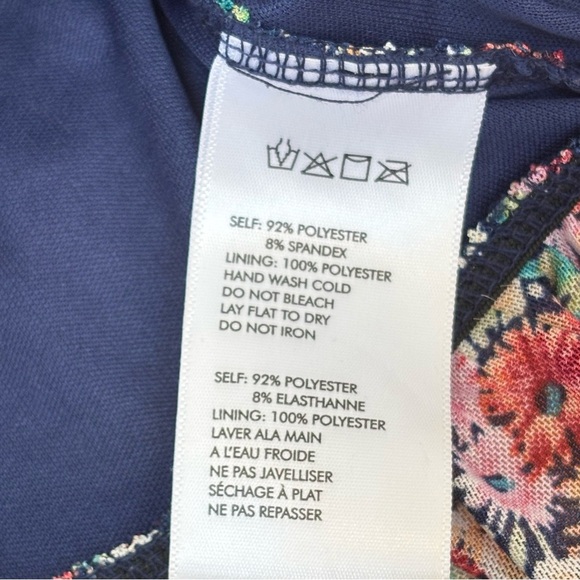 SELF: 92% POLYESTER
8% SPANDEX
LINING: 100% POLYESTER
HAND WASH COLD
DO NOT BLEACH
LAY FLAT TO DRY
DO NOT IRON
SELF: 92% POLYESTER
8% ELASTHANNE
LINING: 100% POLYESTER
LAVER ALA MAIN
A L'EAU FROIDE
NE PAS JAVELLISER
SÉCHAGE À PLAT
NE PAS REPASSER